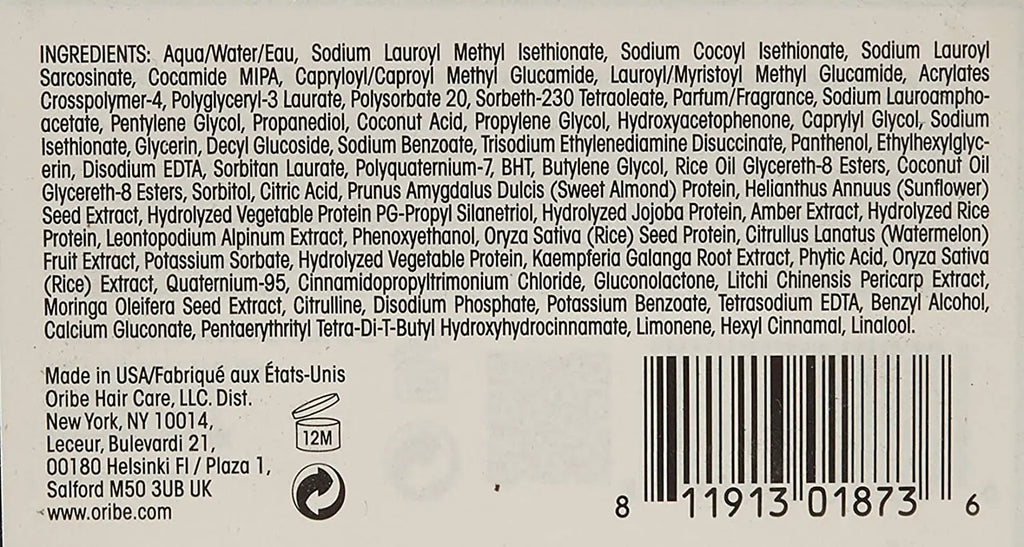 INGREDIENTS: Aqua/Water/Eau, Sodium Lauroyl Methyl Isethionate, Sodium Cocoyl Isethionate, Sodium Lauroyl
Sarcosinate, Cocamide MIPA, Capryloyl/Caproyl Methyl Glucamide, Lauroyl/Myristoyl Methyl Glucamide, Acrylates
Crosspolymer-4, Polyglyceryl-3 Laurate, Polysorbate 20, Sorbeth-230 Tetraoleate, Parfum/Fragrance, Sodium Lauroampho-
acetate, Pentylene Glycol, Propanediol, Coconut Acid, Propylene Glycol, Hydroxyacetophenone, Caprylyl Glycol, Sodium
Isethionate, Glycerin, Decyl Glucoside, Sodium Benzoate, Trisodium Ethylenediamine Disuccinate, Panthenol, Ethylhexylglyc-
erin, Disodium EDTA, Sorbitan Laurate, Polyquaternium-7, BHT, Butylene Glycol, Rice Oil Glycereth-8 Esters, Coconut Oil
Glycereth-8 Esters, Sorbitol, Citric Acid, Prunus Amygdalus Dulcis (Sweet Almond) Protein, Helianthus Annuus (Sunflower)
Seed Extract, Hydrolyzed Vegetable Protein PG-Propyl Silanetriol, Hydrolyzed Jojoba Protein, Amber Extract, Hydrolyzed Rice
Protein, Leontopodium Alpinum Extract, Phenoxyethanol, Oryza Sativa (Rice) Seed Protein, Citrullus Lanatus (Watermelon)
Fruit Extract, Potassium Sorbate, Hydrolyzed Vegetable Protein, Kaempferia Galanga Root Extract, Phytic Acid, Oryza Sativa
(Rice) Extract, Quaternium-95, Cinnamidopropyltrimonium Chloride, Gluconolactone, Litchi Chinensis Pericarp Extract,
Moringa Oleifera Seed Extract, Citrulline, Disodium Phosphate, Potassium Benzoate, Tetrasodium EDTA, Benzyl Alcohol,
Calcium Gluconate, Pentaerythrityl Tetra-Di-T-Butyl Hydroxyhydrocinnamate, Limonene, Hexyl Cinnamal, Linalool.
Made in USA/Fabriqué aux États-Unis
Oribe Hair Care, LLC. Dist.
New York, NY 10014,
Leceur, Bulevardi 21,
00180 Helsinki FI / Plaza 1,
Salford M50 3UB UK
www.oribe.com
12M
8 11913 01873 6